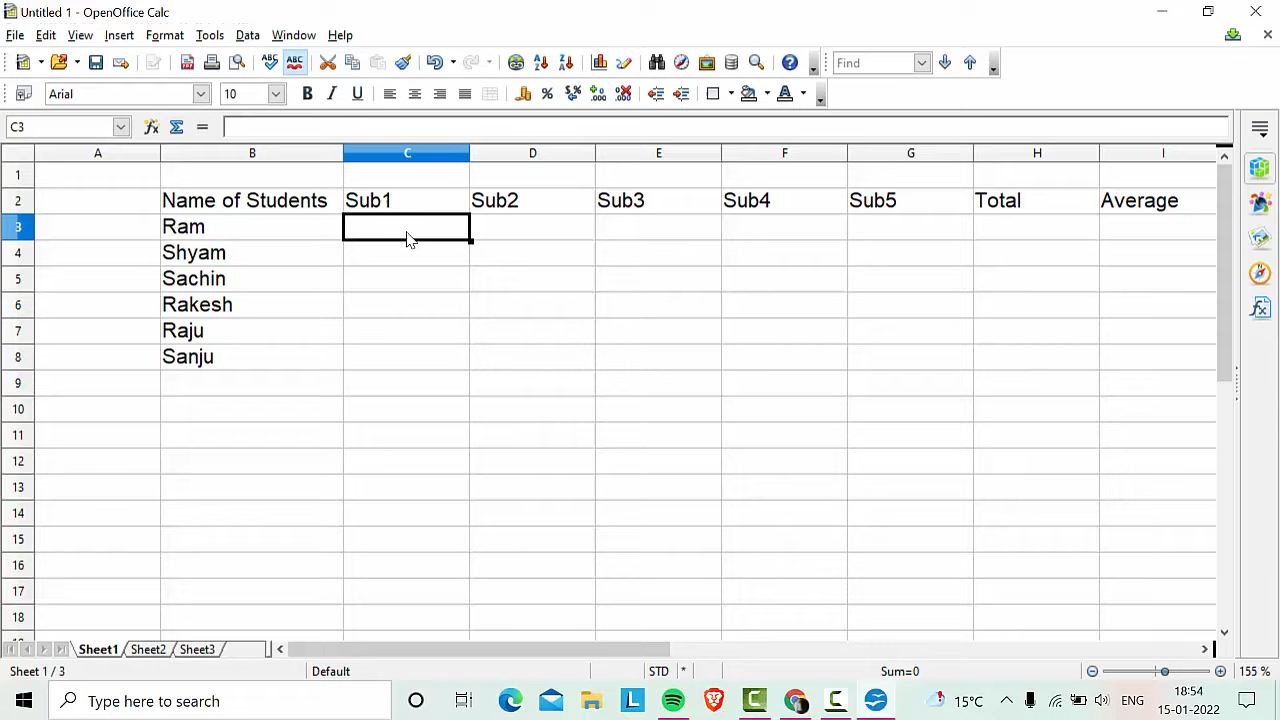 Untitled 1 - OpenOffice Calc
File Edit View Insert Format Tools Data Window Help
ABC ABC Find
Arial 10 B I U A
C3
A B C D E F G H I
1
2 Name of Students Sub1 Sub2 Sub3 Sub4 Sub5 Total Average
3 Ram
4 Shyam
5 Sachin
6 Rakesh
7 Raju
8 Sanju
9
10
11
12
13
14
15
16
17
18
Sheet1 Sheet2 Sheet3
Sheet 1 / 3 Default STD * Sum=0 155 %
Type here to search 15°C ENG 18:54
15-01-2022